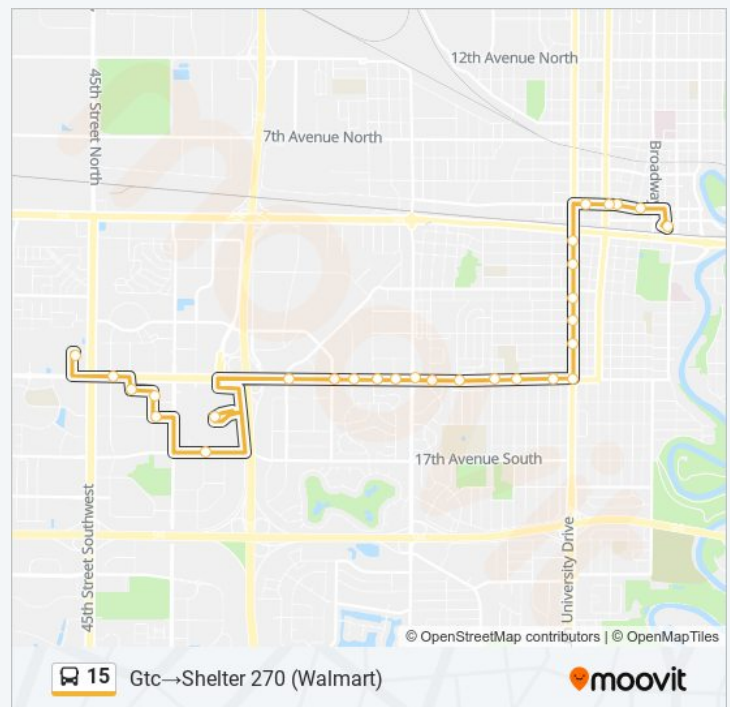 12th Avenue North
45th Street North
7th Avenue North
Broadway
17th Avenue South
45th Street Southwest
University Drive
© OpenStreetMap contributors | © OpenMapTiles
15 Gtc→Shelter 270 (Walmart)
moovit